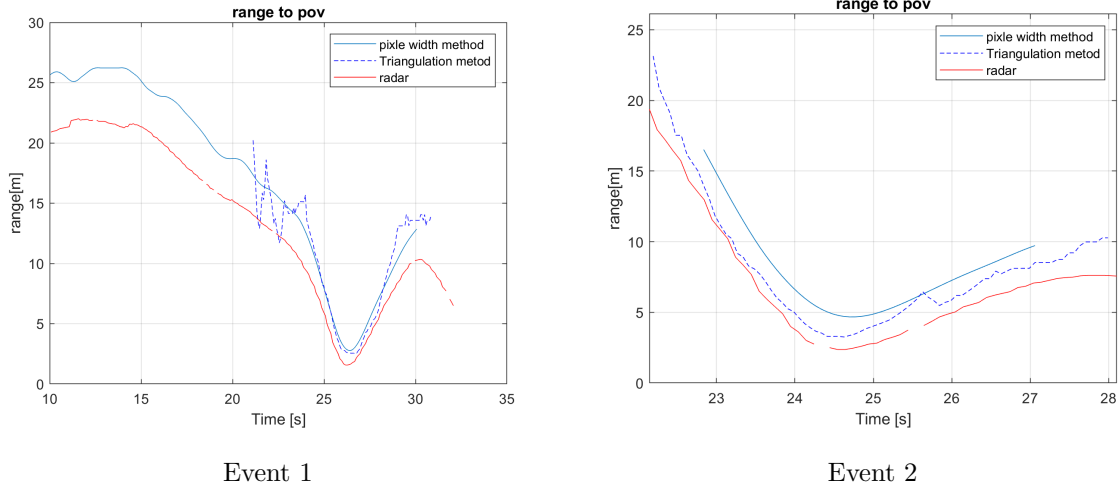 range to pov
30
25
20
15
10
5
0
range[m]
10 15 20 25 30 35
Time [s]
pixle width method
Triangulation metod
radar
Event 1
range to pov
25
20
15
10
5
0
range[m]
23 24 25 26 27 28
Time [s]
pixle width method
Triangulation metod
radar
Event 2